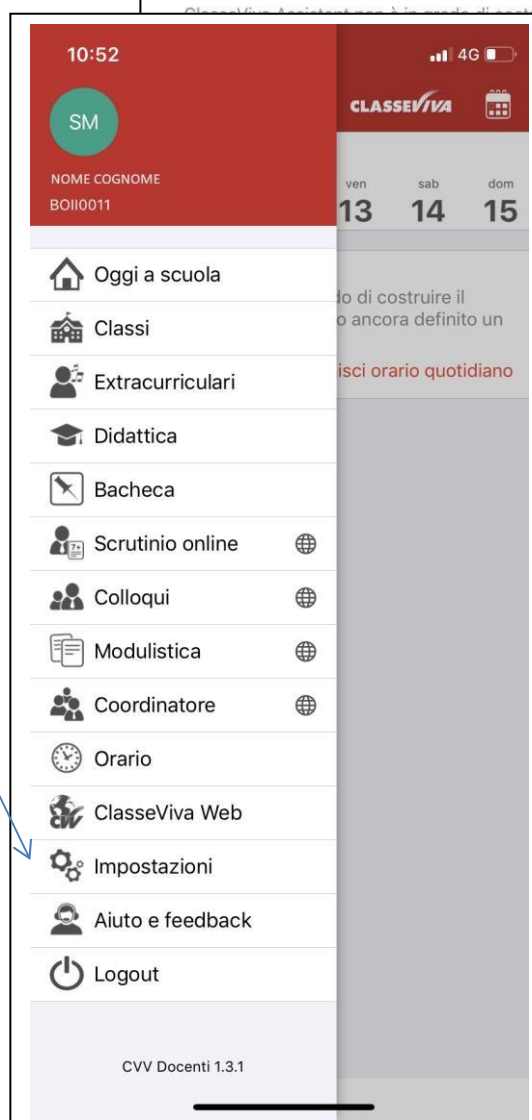 10:52
4G
SM
CLASSEVIVA
NOME COGNOME
BOII0011
ven sab dom
13 14 15
Oggi a scuola
do di costruire il
Classi
o ancora definito un
Extracurriculari
isci orario quotidiano
Didattica
Bacheca
Scrutinio online
Colloqui
Modulistica
Coordinatore
Orario
ClasseViva Web
Impostazioni
Aiuto e feedback
Logout
CVV Docenti 1.3.1